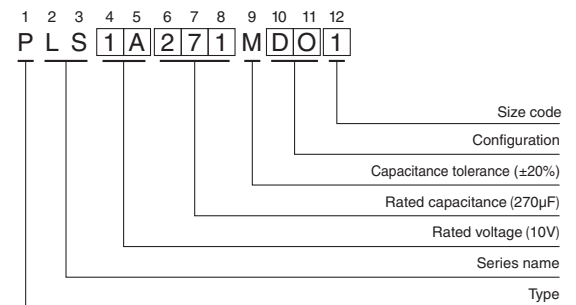 1 2 3 4 5 6 7 8 9 10 11 12
P L S 1 A 2 7 1 M D O 1
Size code
Configuration
Capacitance tolerance (±20%)
Rated capacitance (270µF)
Rated voltage (10V)
Series name
Type